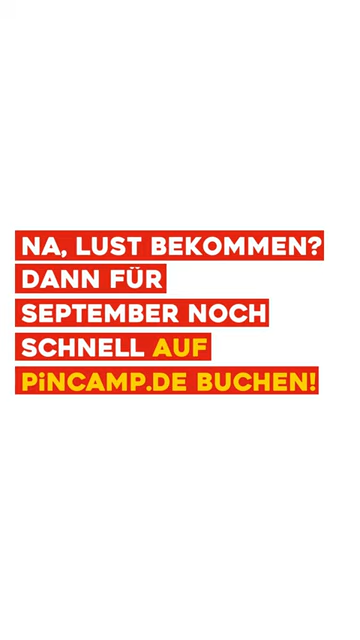 NA, LUST BEKOMMEN?
DANN FÜR
SEPTEMBER NOCH
SCHNELL AUF
PiNCAMP.DE BUCHEN!